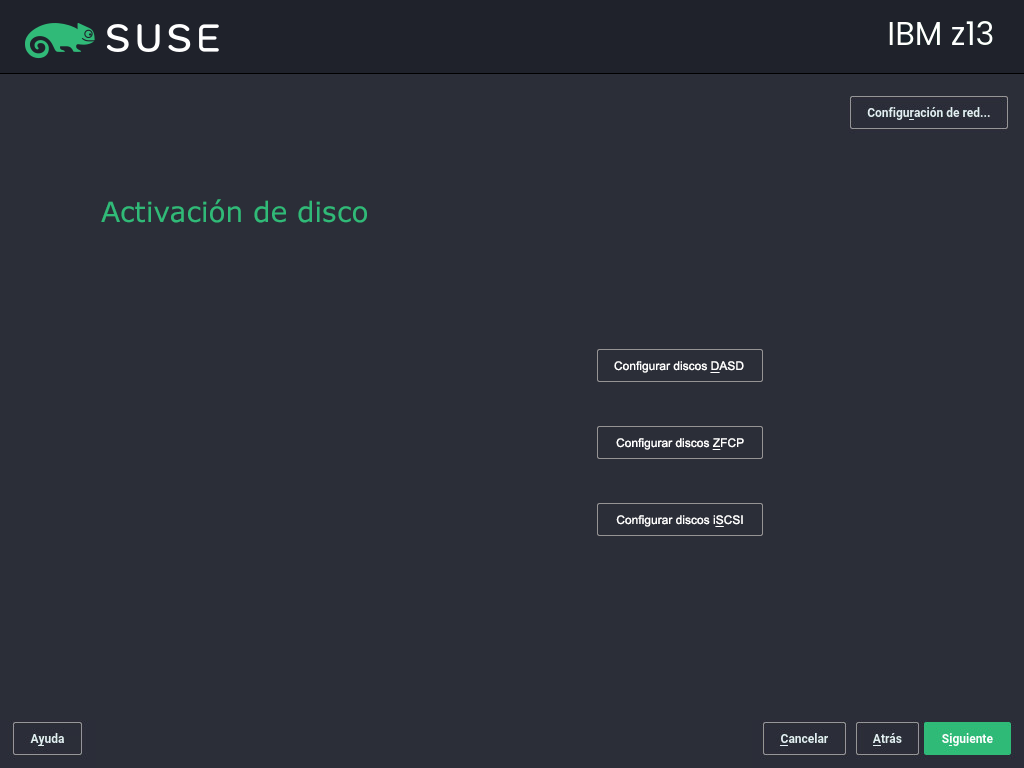 SUSE
IBM z13
Configuración de red...
Activación de disco
Configurar discos DASD
Configurar discos ZFCP
Configurar discos iSCSI
Ayuda
Cancelar
Atrás
Siguiente